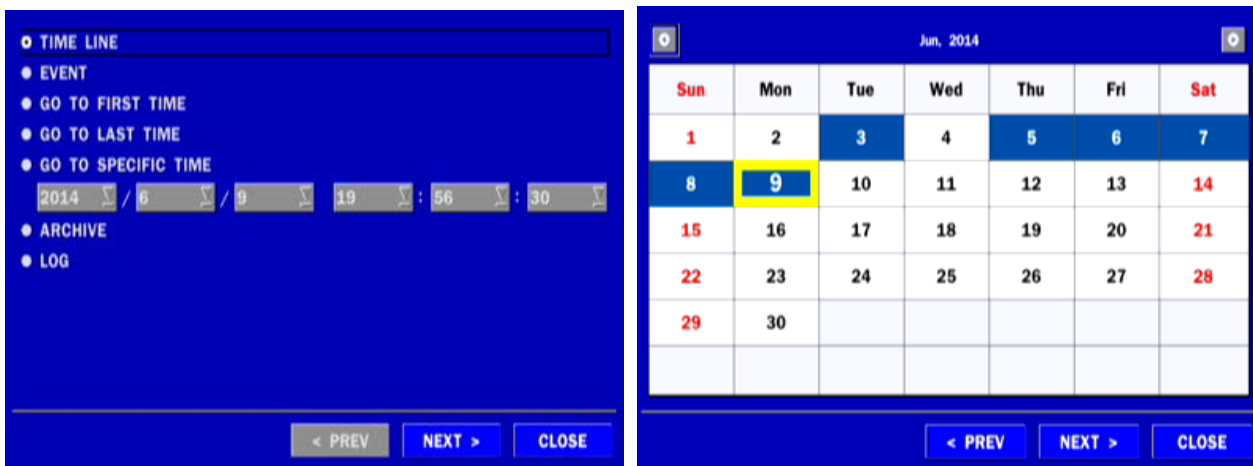 TIME LINE
EVENT
GO TO FIRST TIME
GO TO LAST TIME
GO TO SPECIFIC TIME
2014 / 6 / 9 19 : 56 : 30
ARCHIVE
LOG
< PREV NEXT > CLOSE
Jun, 2014
Sun Mon Tue Wed Thu Fri Sat
1 2 3 4 5 6 7
8 9 10 11 12 13 14
15 16 17 18 19 20 21
22 23 24 25 26 27 28
29 30
< PREV NEXT > CLOSE